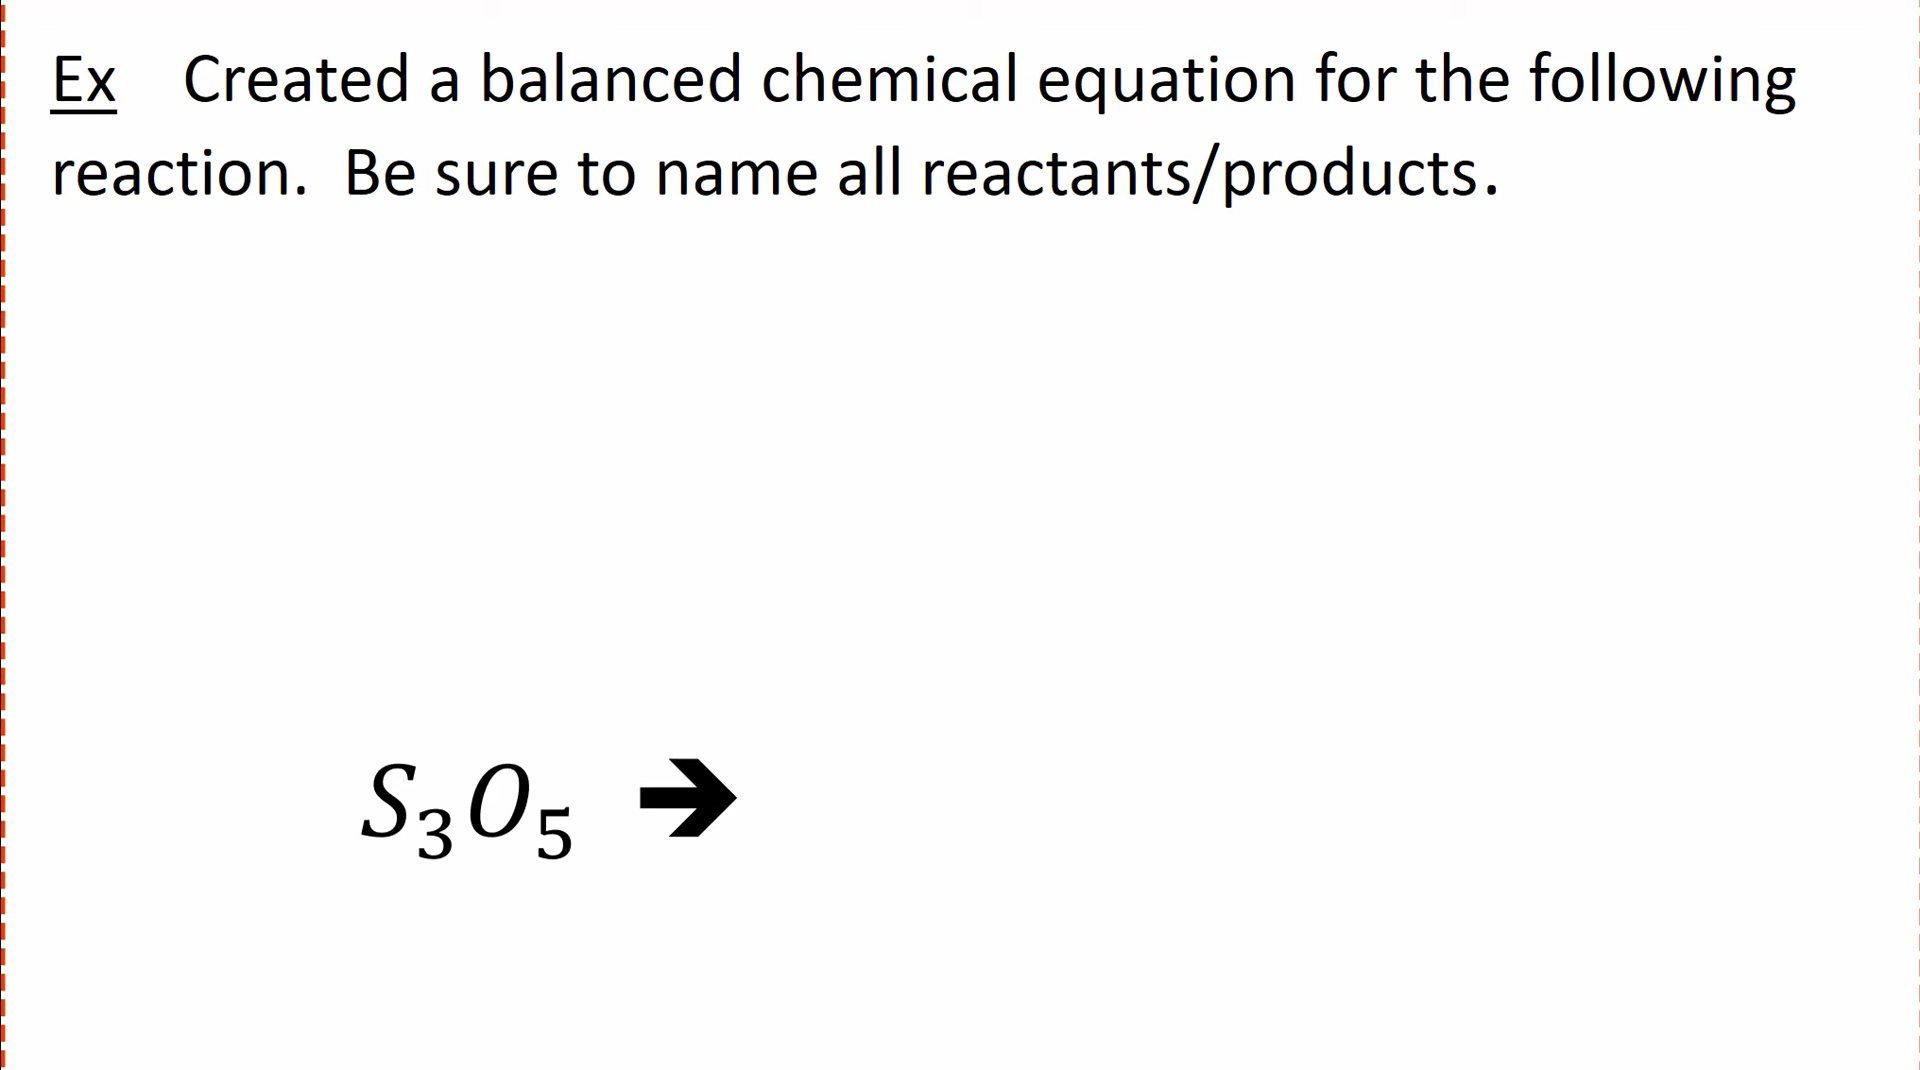 Ex Created a balanced chemical equation for the following
reaction. Be sure to name all reactants/products.
S₃O₅ ➔